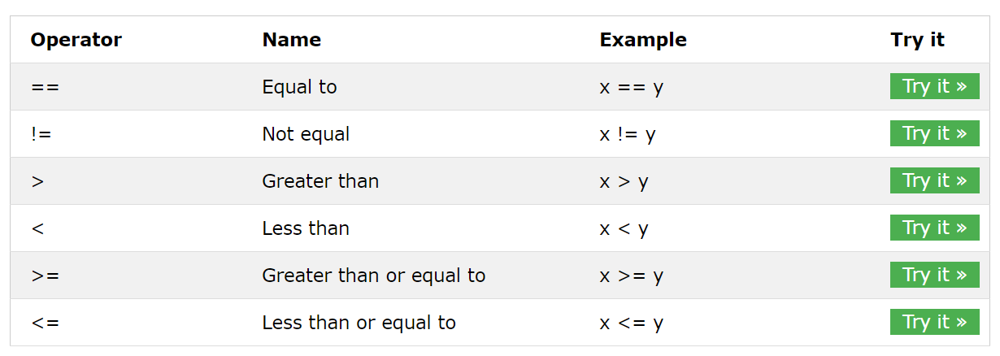 Operator Name Example Try it
== Equal to x == y Try it »
!= Not equal x != y Try it »
> Greater than x > y Try it »
< Less than x < y Try it »
>= Greater than or equal to x >= y Try it »
<= Less than or equal to x <= y Try it »